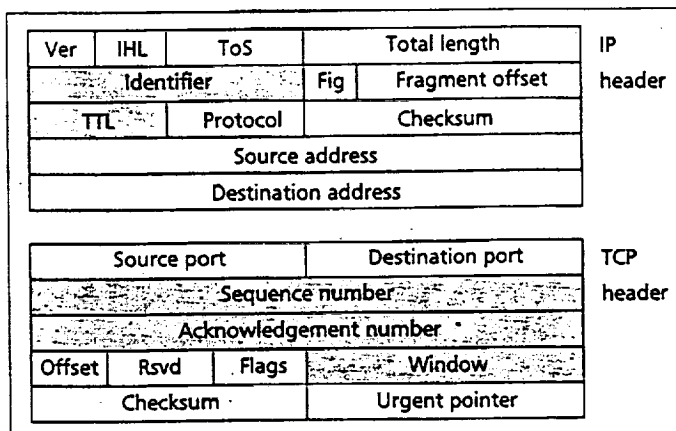 Ver IHL ToS Total length IP
Identifier Fig Fragment offset header
TTL Protocol Checksum
Source address
Destination address
Source port Destination port TCP
Sequence number header
Acknowledgement number
Offset Rsvd Flags Window
Checksum Urgent pointer